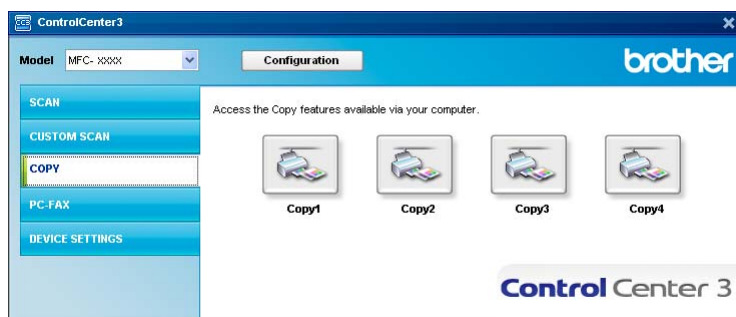 CC3 ControlCenter3
Model MFC- XXXX Configuration brother
SCAN
CUSTOM SCAN
COPY
PC-FAX
DEVICE SETTINGS
Access the Copy features available via your computer.
Copy1 Copy2 Copy3 Copy4
Control Center 3